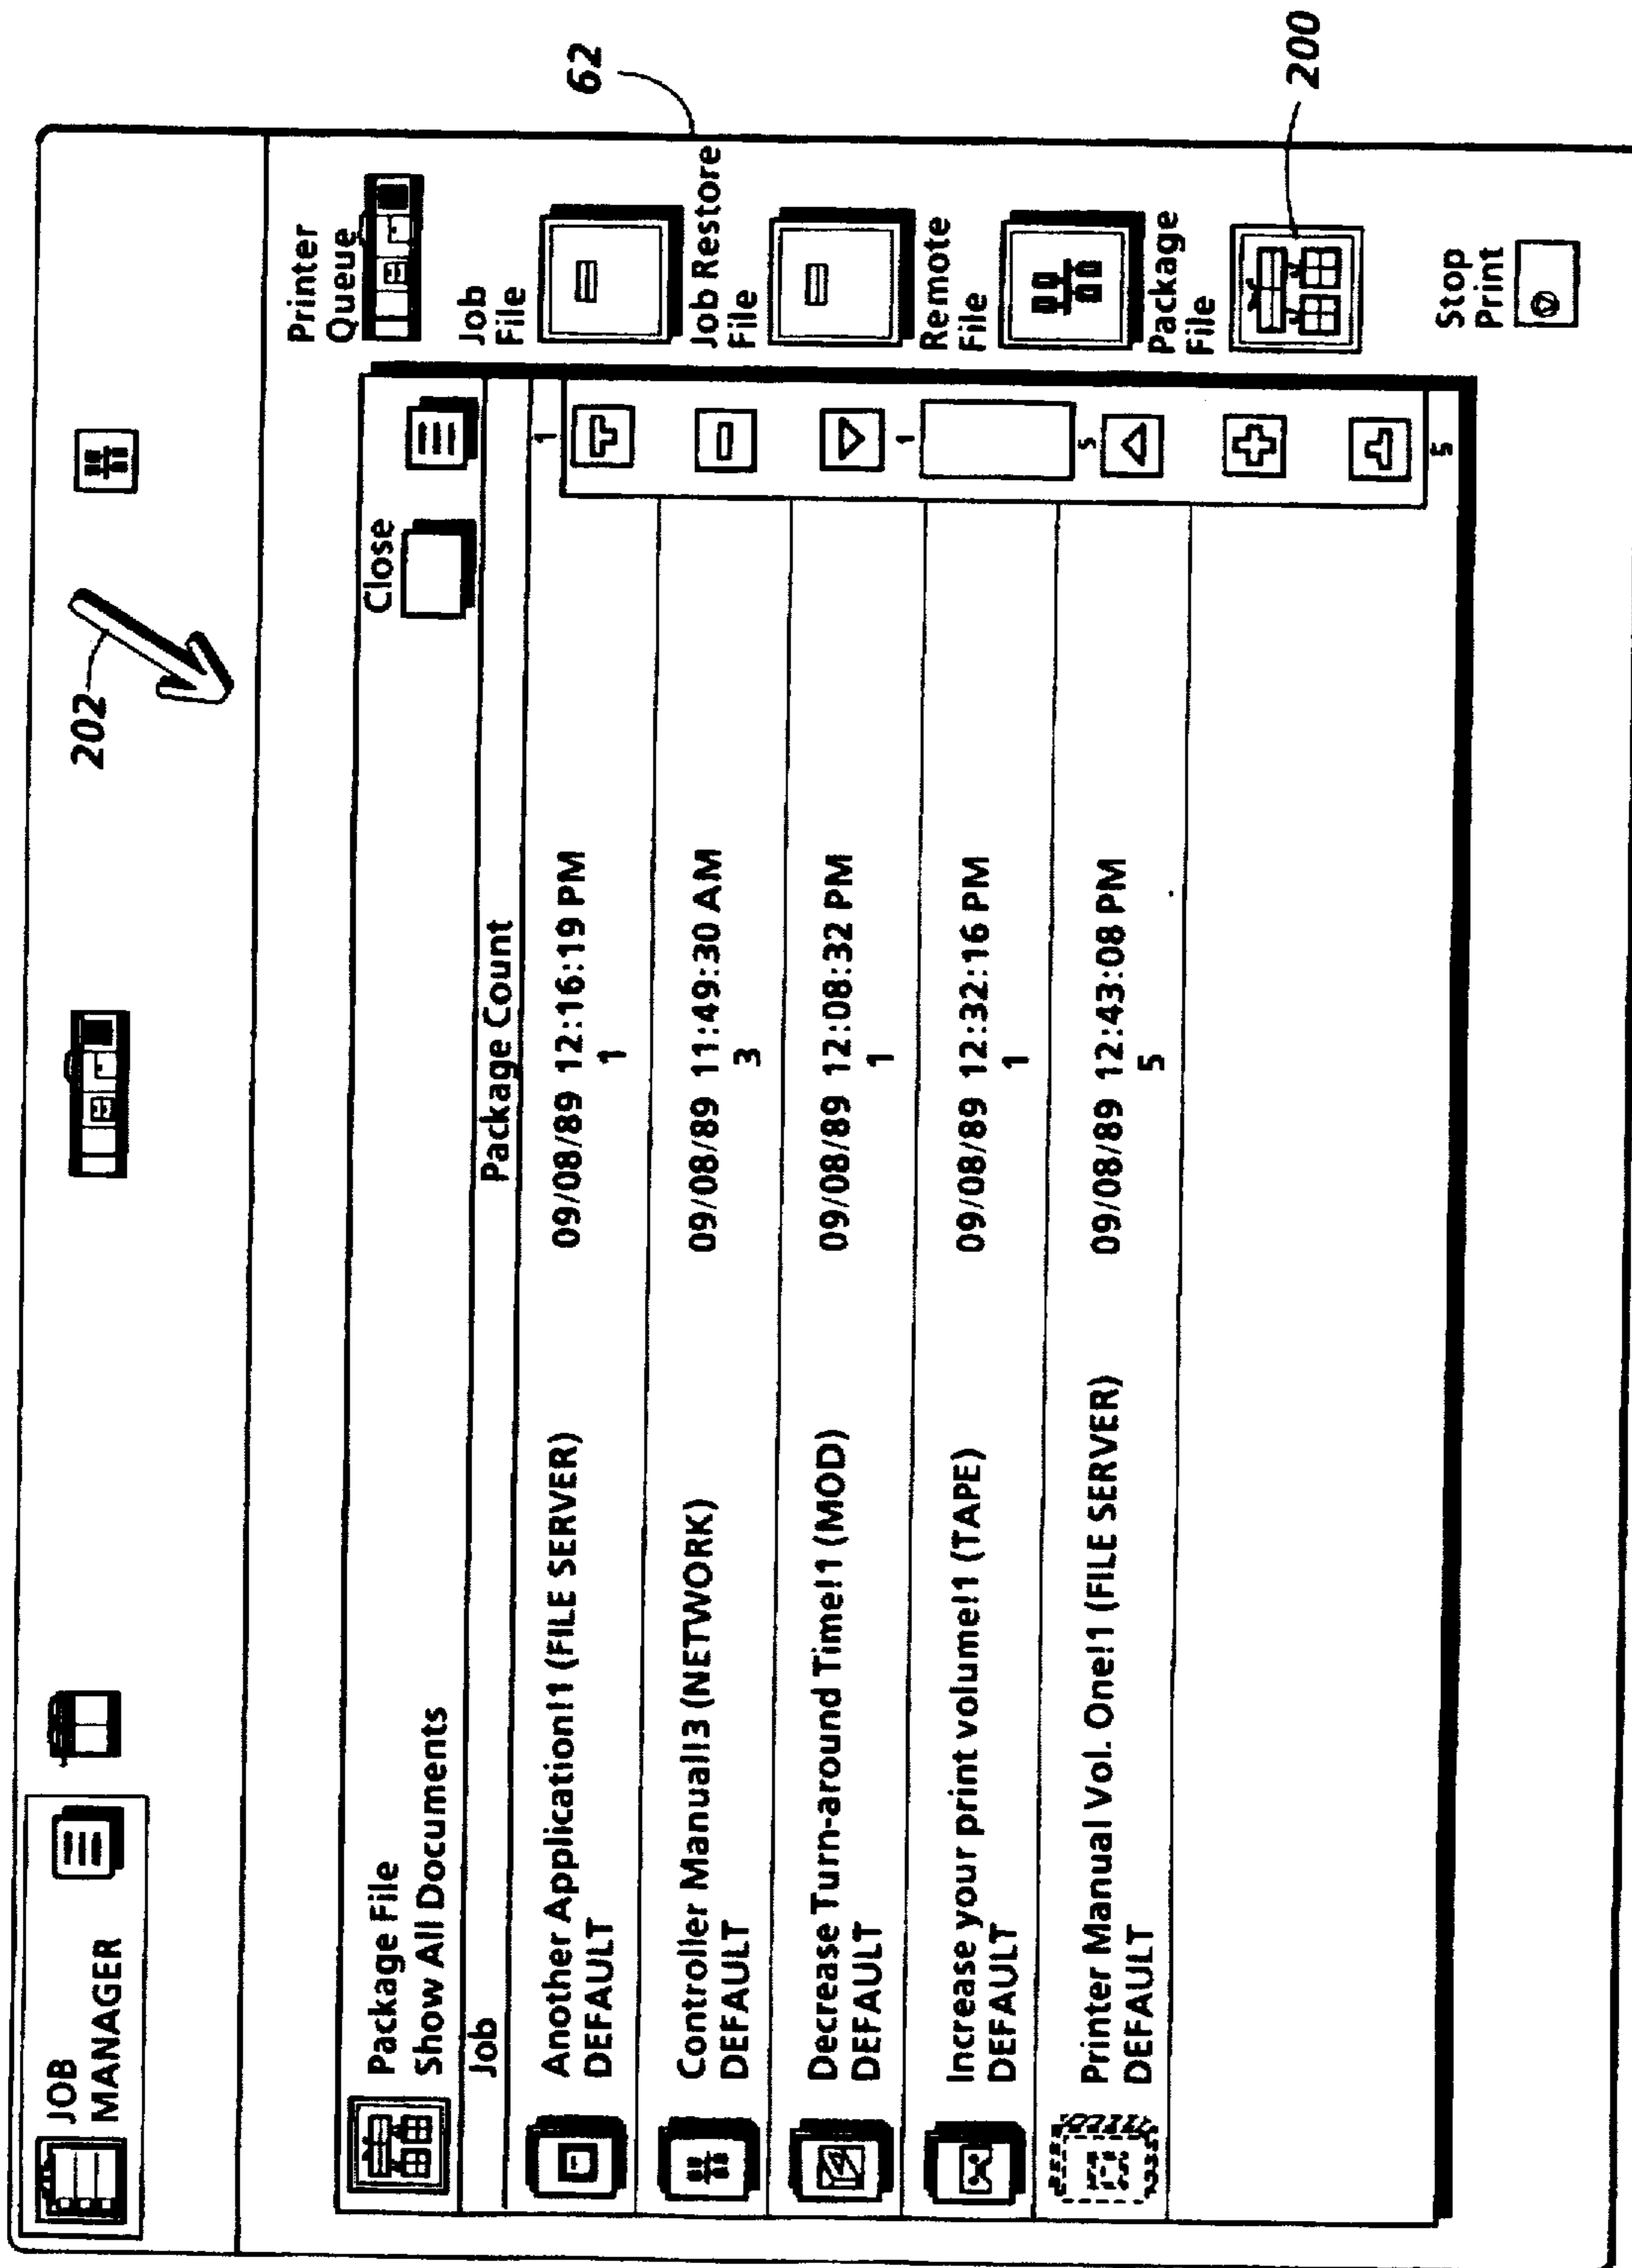 JOB
MANAGER
202
62
Package File
Show All Documents
Close
Job
Package Count
Another Application!1 (FILE SERVER)
DEFAULT
09/08/89 12:16:19 PM
1
Controller Manual!3 (NETWORK)
DEFAULT
09/08/89 11:49:30 AM
3
Decrease Turn-around Time!1 (MOD)
DEFAULT
09/08/89 12:08:32 PM
1
Increase your print volume!1 (TAPE)
DEFAULT
09/08/89 12:32:16 PM
1
Printer Manual Vol. One!1 (FILE SERVER)
DEFAULT
09/08/89 12:43:08 PM
5
1
1
5
5
Printer
Queue
Job
File
Job Restore
File
Remote
File
Package
File
200
Stop
Print